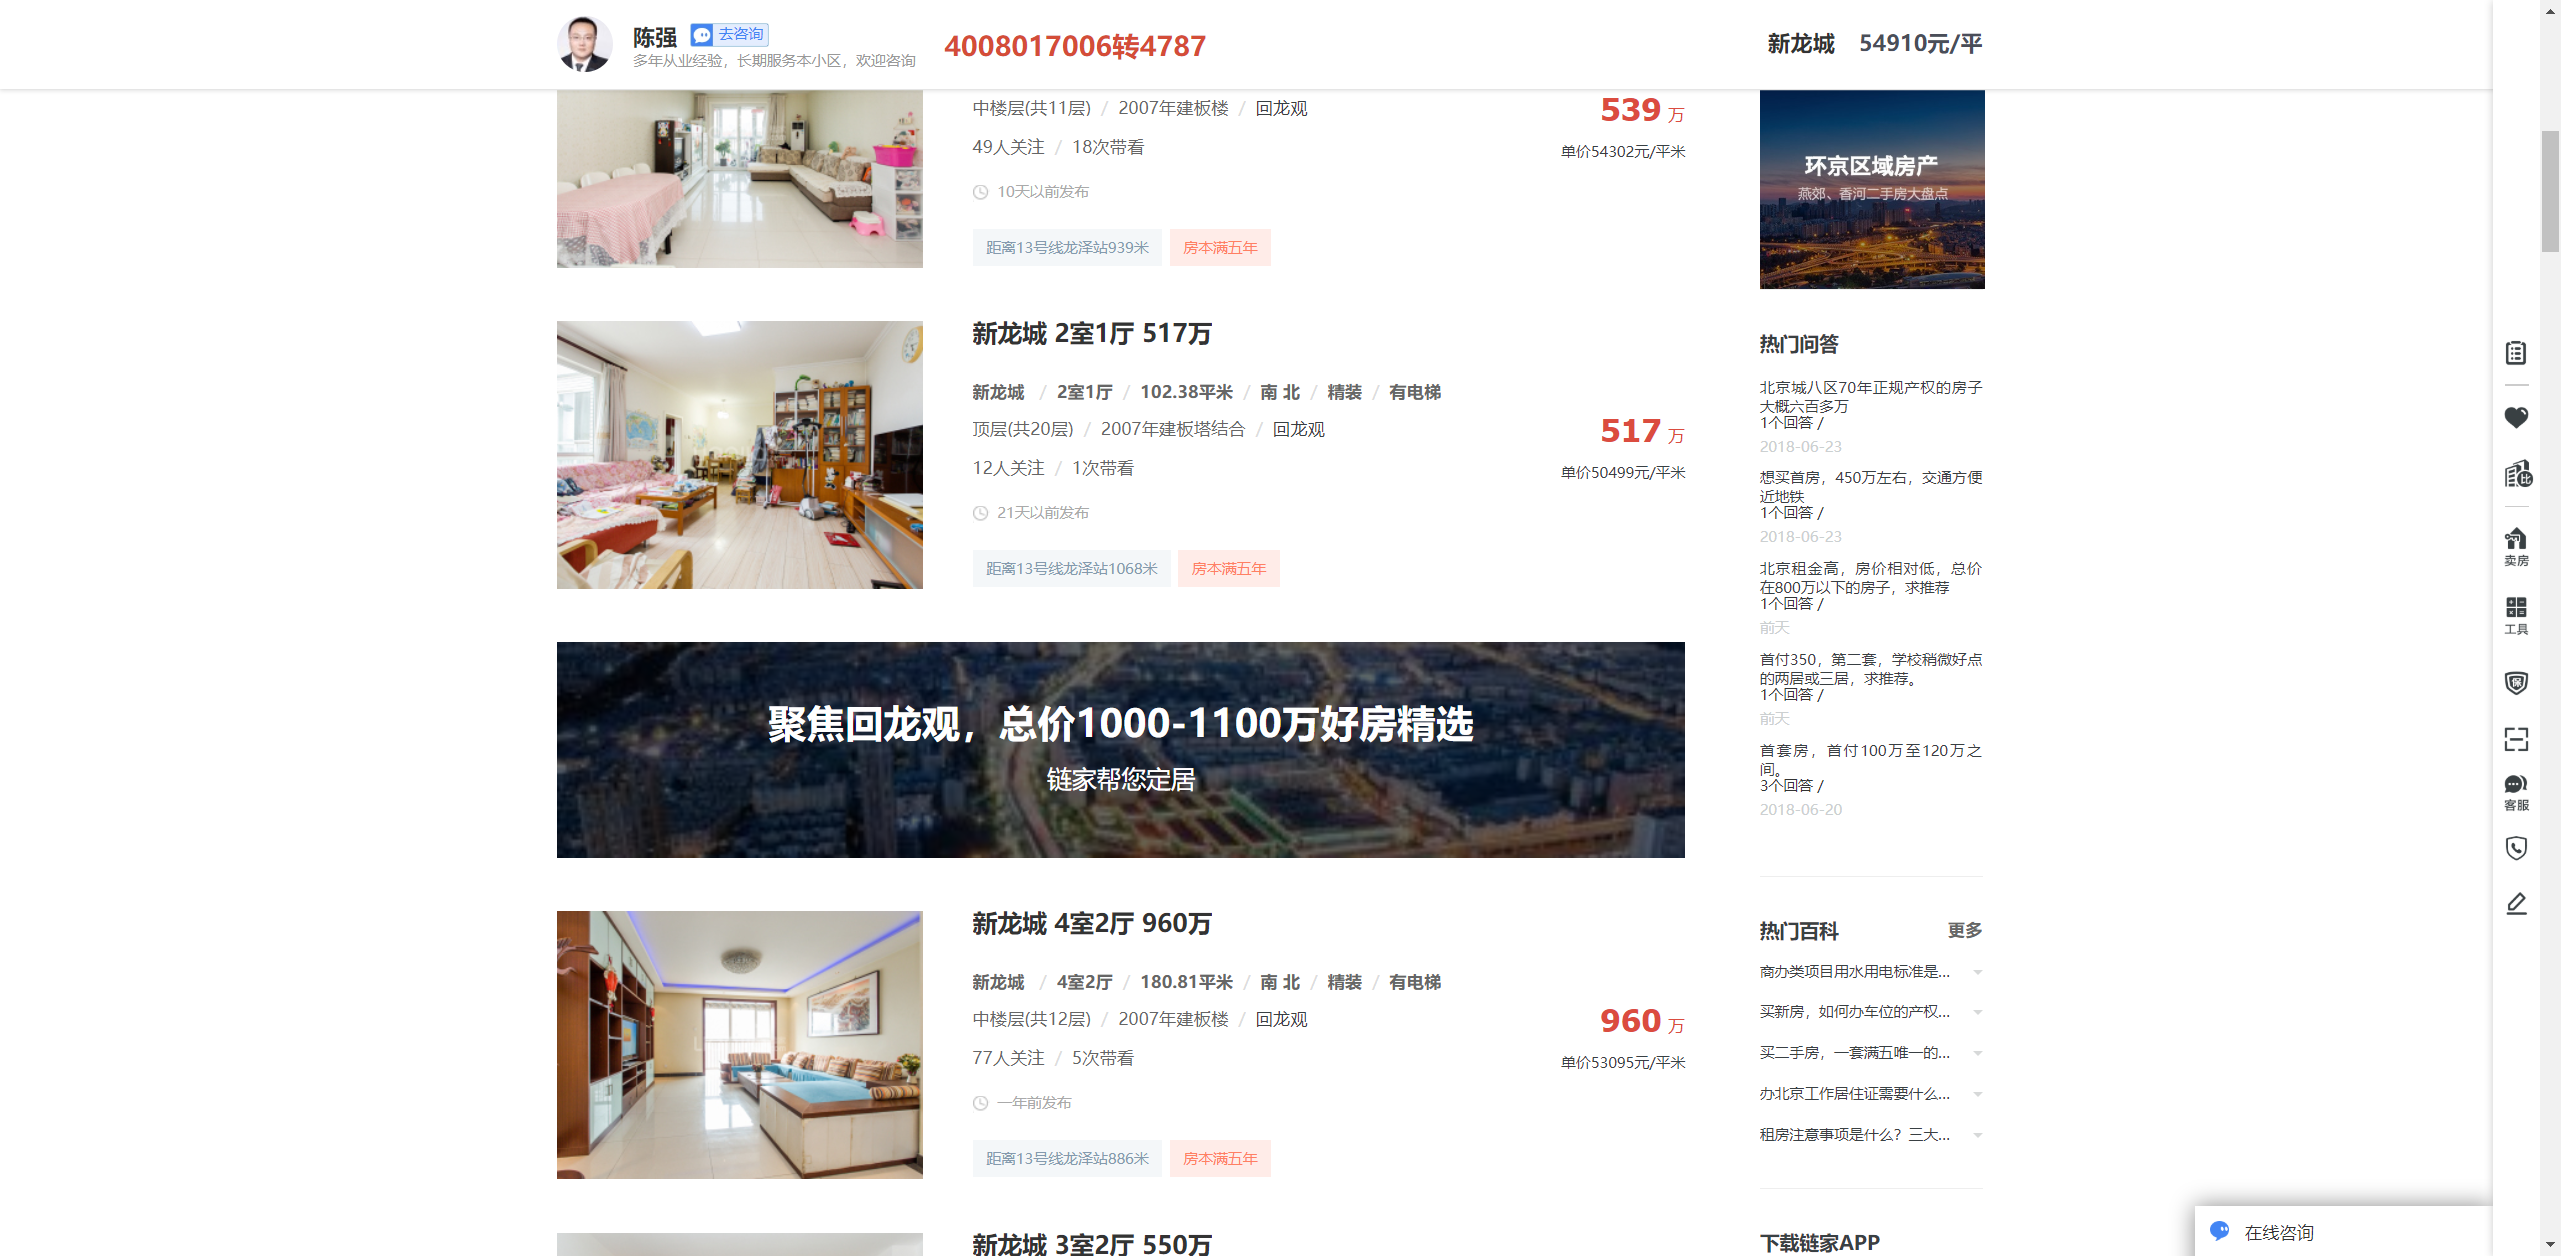 陈强 去咨询
多年从业经验，长期服务本小区，欢迎咨询
4008017006转4787
新龙城 54910元/平
中楼层(共11层) / 2007年建板楼 / 回龙观
49人关注 / 18次带看
10天以前发布
距离13号线龙泽站939米 房本满五年
539万
单价54302元/平米
新龙城 2室1厅 517万
新龙城 / 2室1厅 / 102.38平米 / 南 北 / 精装 / 有电梯
顶层(共20层) / 2007年建板塔结合 / 回龙观
12人关注 / 1次带看
21天以前发布
距离13号线龙泽站1068米 房本满五年
517万
单价50499元/平米
聚焦回龙观，总价1000-1100万好房精选
链家帮您定居
新龙城 4室2厅 960万
新龙城 / 4室2厅 / 180.81平米 / 南 北 / 精装 / 有电梯
中楼层(共12层) / 2007年建板楼 / 回龙观
77人关注 / 5次带看
一年前发布
距离13号线龙泽站886米 房本满五年
960万
单价53095元/平米
新龙城 3室2厅 550万
环京区域房产
燕郊、香河二手房大盘点
热门问答
北京城八区70年正规产权的房子
大概六百多万
1个回答 /
2018-06-23
想买首房，450万左右，交通方便
近地铁
1个回答 /
2018-06-23
北京租金高，房价相对低，总价
在800万以下的房子，求推荐
1个回答 /
前天
首付350，第二套，学校稍微好点
的两居或三居，求推荐。
1个回答 /
前天
首套房，首付100万至120万之
间。
3个回答 /
2018-06-20
热门百科 更多
商办类项目用水用电标准是...
买新房，如何办车位的产权...
买二手房，一套满五唯一的...
办北京工作居住证需要什么...
租房注意事项是什么？三大...
下载链家APP
比
卖房
工具
保
客服
在线咨询